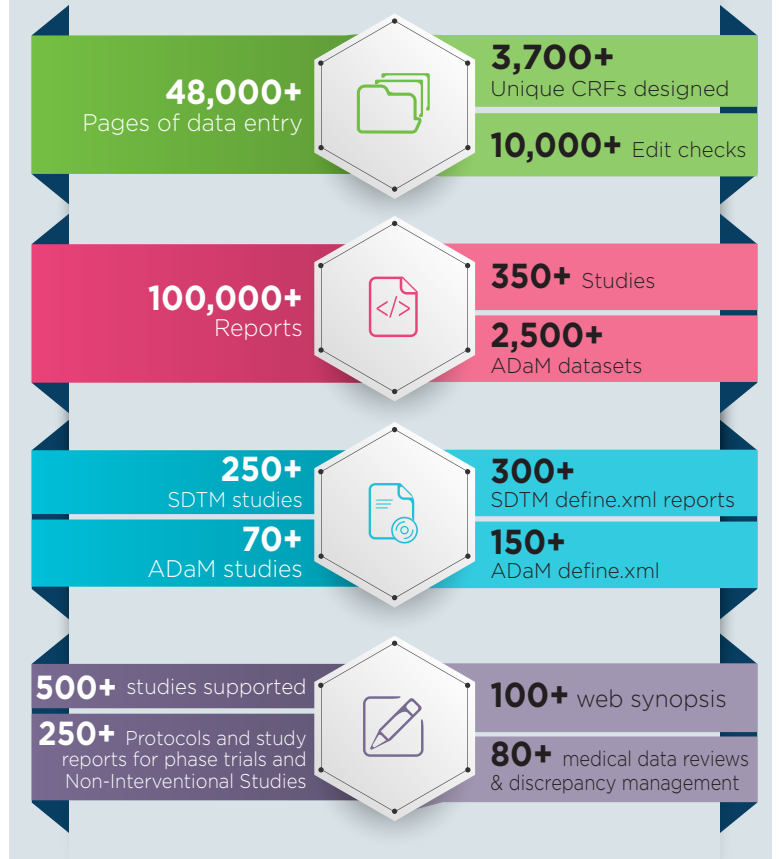 48,000+
Pages of data entry
3,700+
Unique CRFs designed
10,000+ Edit checks
100,000+
Reports
</>
350+ Studies
2,500+
ADaM datasets
250+
SDTM studies
70+
ADaM studies
300+
SDTM define.xml reports
150+
ADaM define.xml
500+ studies supported
250+ Protocols and study
reports for phase trials and
Non-Interventional Studies
100+ web synopsis
80+ medical data reviews
& discrepancy management